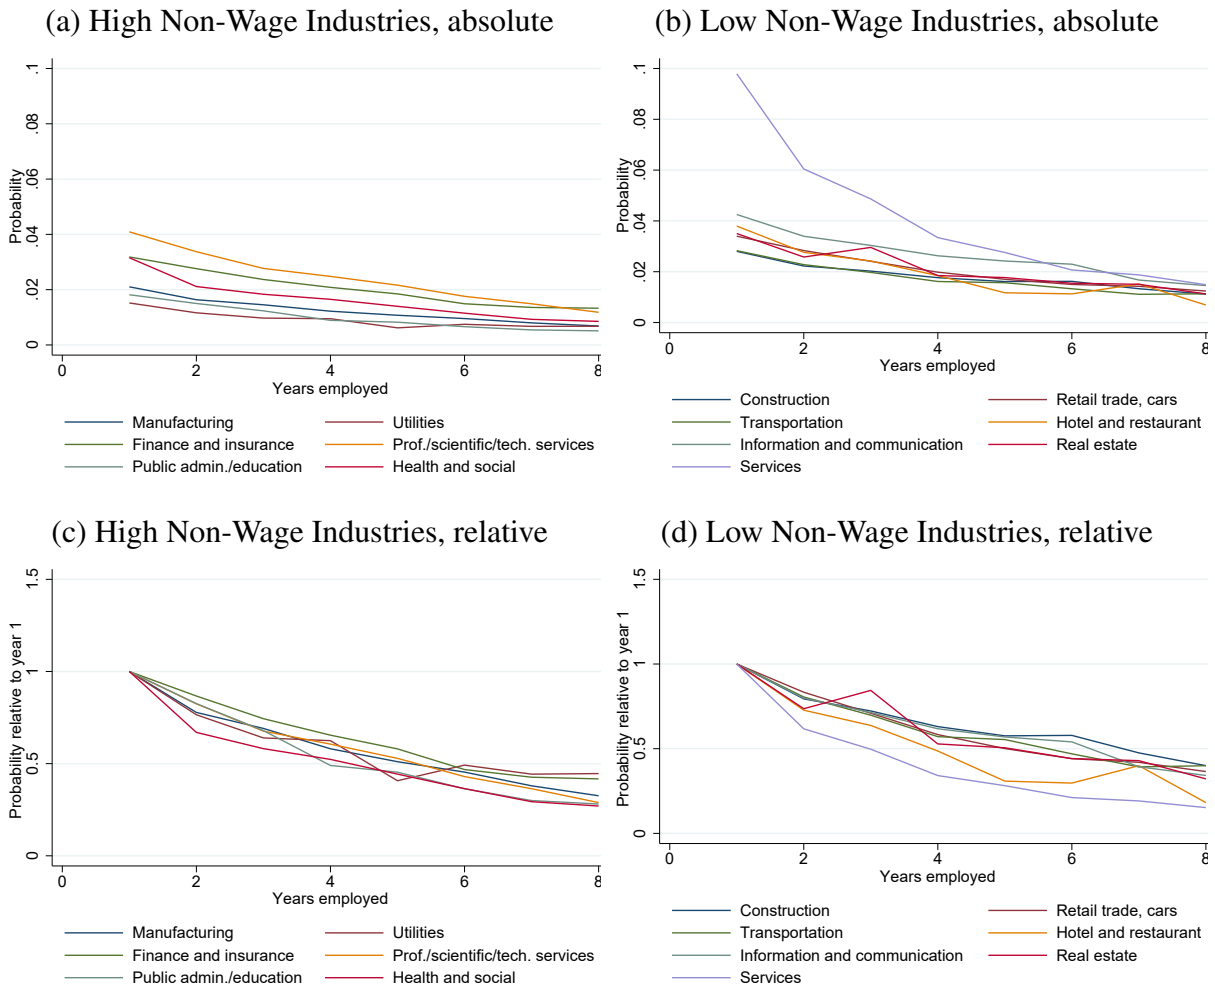 (a) High Non-Wage Industries, absolute
.1
.08
.06
.04
.02
0
Probability
0 2 4 6 8
Years employed
Manufacturing Utilities
Finance and insurance Prof./scientific/tech. services
Public admin./education Health and social
(b) Low Non-Wage Industries, absolute
.1
.08
.06
.04
.02
0
Probability
0 2 4 6 8
Years employed
Construction Retail trade, cars
Transportation Hotel and restaurant
Information and communication Real estate
Services
(c) High Non-Wage Industries, relative
1.5
1
0.5
0
Probability relative to year 1
0 2 4 6 8
Years employed
Manufacturing Utilities
Finance and insurance Prof./scientific/tech. services
Public admin./education Health and social
(d) Low Non-Wage Industries, relative
1.5
1
0.5
0
Probability relative to year 1
0 2 4 6 8
Years employed
Construction Retail trade, cars
Transportation Hotel and restaurant
Information and communication Real estate
Services